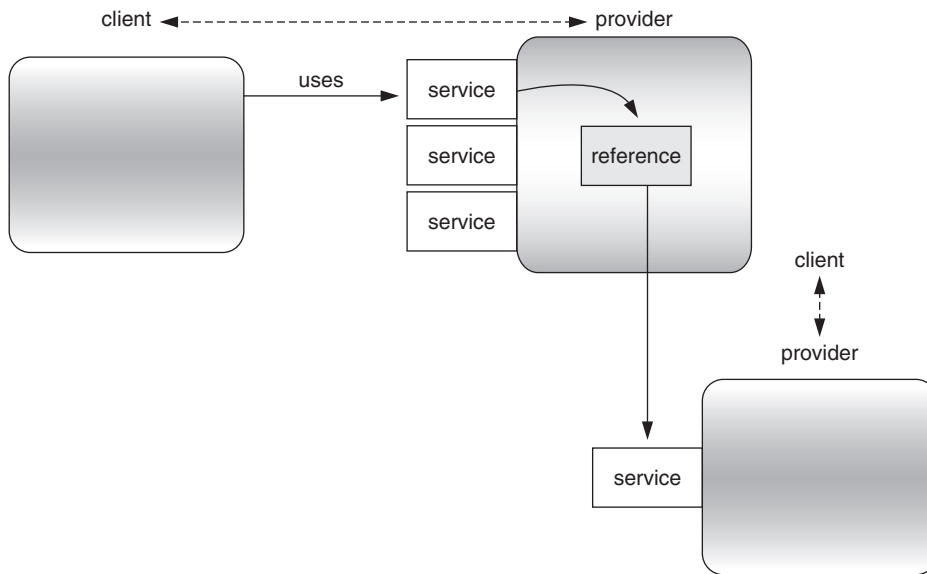 client
provider
uses
service
service
service
reference
client
provider
service